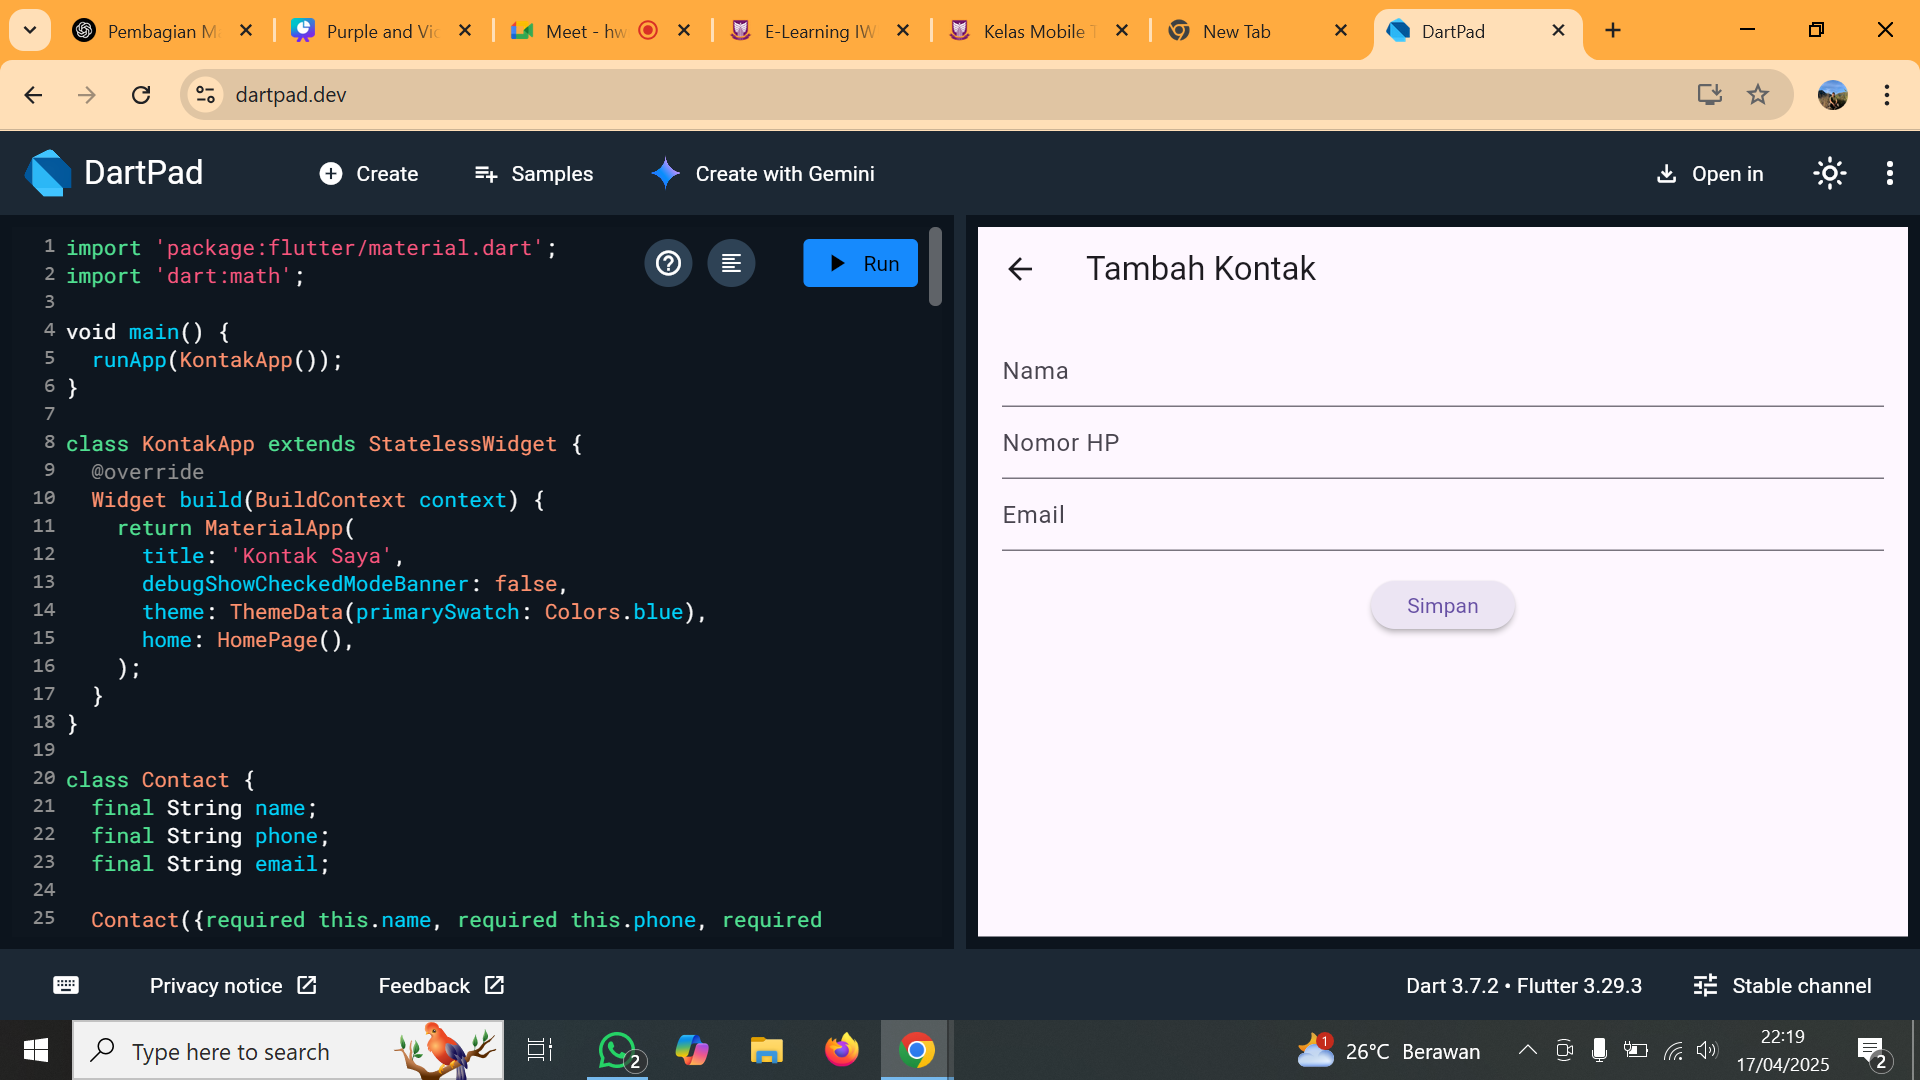 Pembagian M
Purple and Vio
Meet - hw
E-Learning IW
Kelas Mobile T
New Tab
DartPad
dartpad.dev
DartPad
Create
Samples
Create with Gemini
Open in
1 import 'package:flutter/material.dart';
2 import 'dart:math';
3
4 void main() {
5 runApp(KontakApp());
6 }
7
8 class KontakApp extends StatelessWidget {
9 @override
10 Widget build(BuildContext context) {
11 return MaterialApp(
12 title: 'Kontak Saya',
13 debugShowCheckedModeBanner: false,
14 theme: ThemeData(primarySwatch: Colors.blue),
15 home: HomePage(),
16 );
17 }
18 }
19
20 class Contact {
21 final String name;
22 final String phone;
23 final String email;
24
25 Contact({required this.name, required this.phone, required
Run
Tambah Kontak
Nama
Nomor HP
Email
Simpan
Privacy notice
Feedback
Dart 3.7.2 • Flutter 3.29.3
Stable channel
Type here to search
2
1
26°C Berawan
22:19
17/04/2025
2